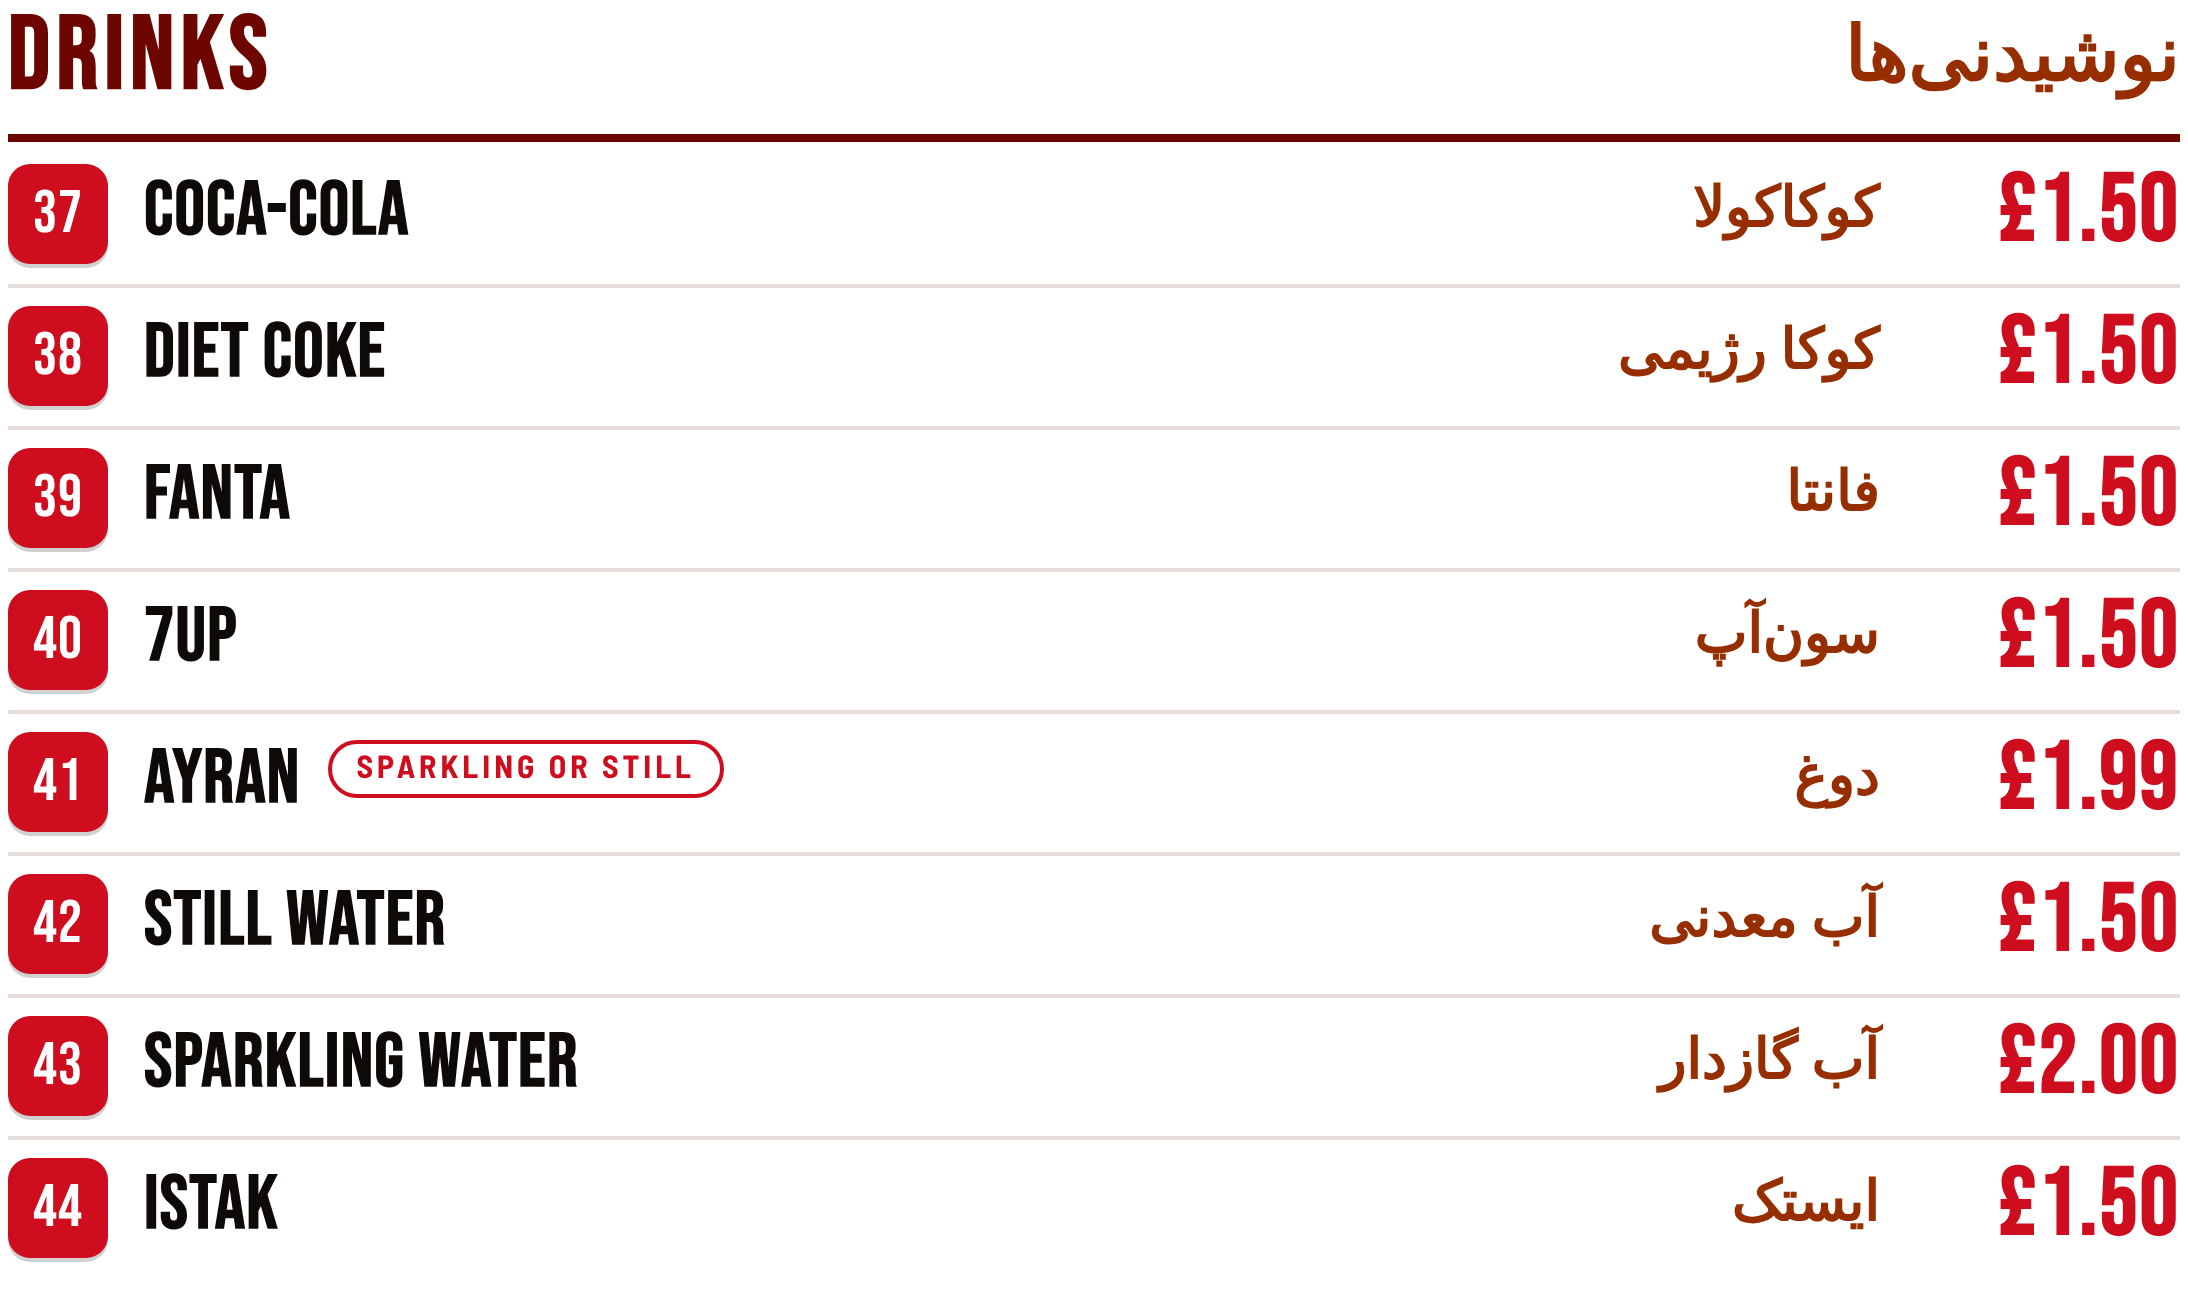 DRINKS نوشیدنی‌ها
37 COCA-COLA کوکاکولا £1.50
38 DIET COKE کوکا رژیمی £1.50
39 FANTA فانتا £1.50
40 7UP سون‌آپ £1.50
41 AYRAN SPARKLING OR STILL دوغ £1.99
42 STILL WATER آب معدنی £1.50
43 SPARKLING WATER آب گازدار £2.00
44 ISTAK ایستک £1.50